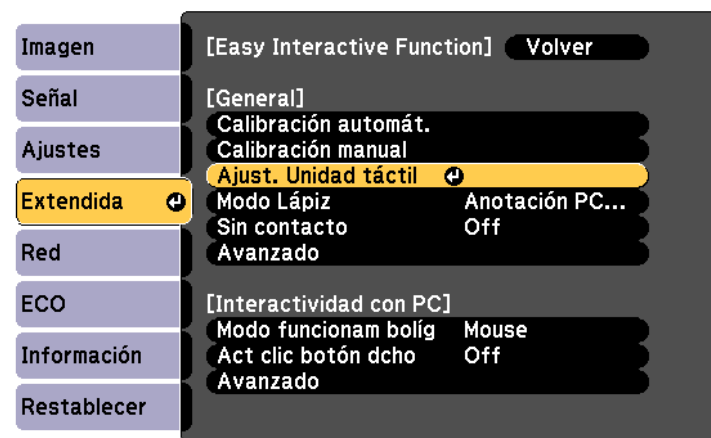 Imagen
Señal
Ajustes
Extendida
Red
ECO
Información
Restablecer
[Easy Interactive Function] Volver
[General]
Calibración automát.
Calibración manual
Ajust. Unidad táctil
Modo Lápiz Anotación PC...
Sin contacto Off
Avanzado
[Interactividad con PC]
Modo funcionam bolíg Mouse
Act clic botón dcho Off
Avanzado